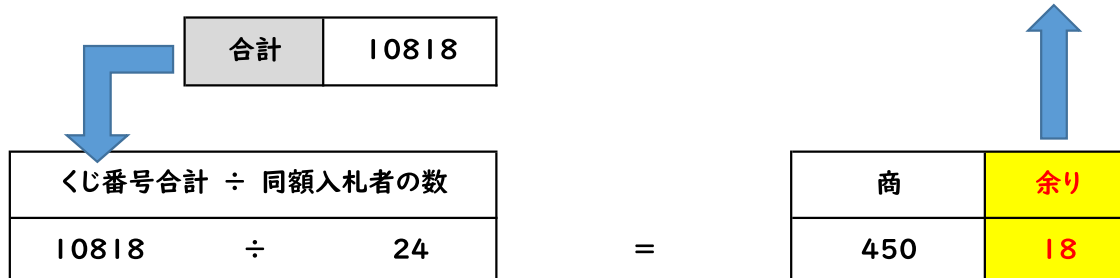 合計 10818
くじ番号合計 ÷ 同額入札者の数 商 余り
10818 ÷ 24 = 450 18